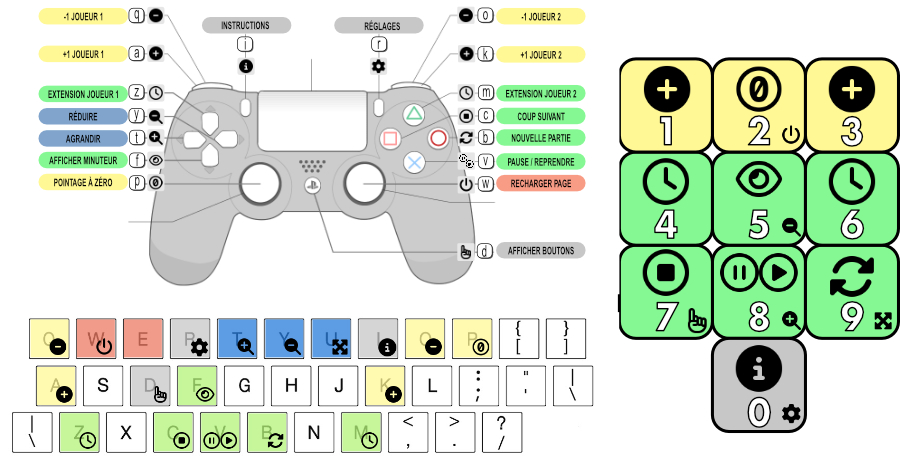 -1 JOUEUR 1 q
INSTRUCTIONS
i
RÉGLAGES
r
o -1 JOUEUR 2
+1 JOUEUR 1 a
k +1 JOUEUR 2
EXTENSION JOUEUR 1 z
m EXTENSION JOUEUR 2
RÉDUIRE y
c COUP SUIVANT
AGRANDIR t
b NOUVELLE PARTIE
AFFICHER MINUTEUR f
v PAUSE / REPRENDRE
POINTAGE À ZÉRO p
w RECHARGER PAGE
d AFFICHER BOUTONS
Q W E R T Y U I O P { [ } ]
A S D F G H J K L : ; " ' | \
| \ Z X C V B N M < , > . ? /
1 2 3
4 5 6
7 8 9
0